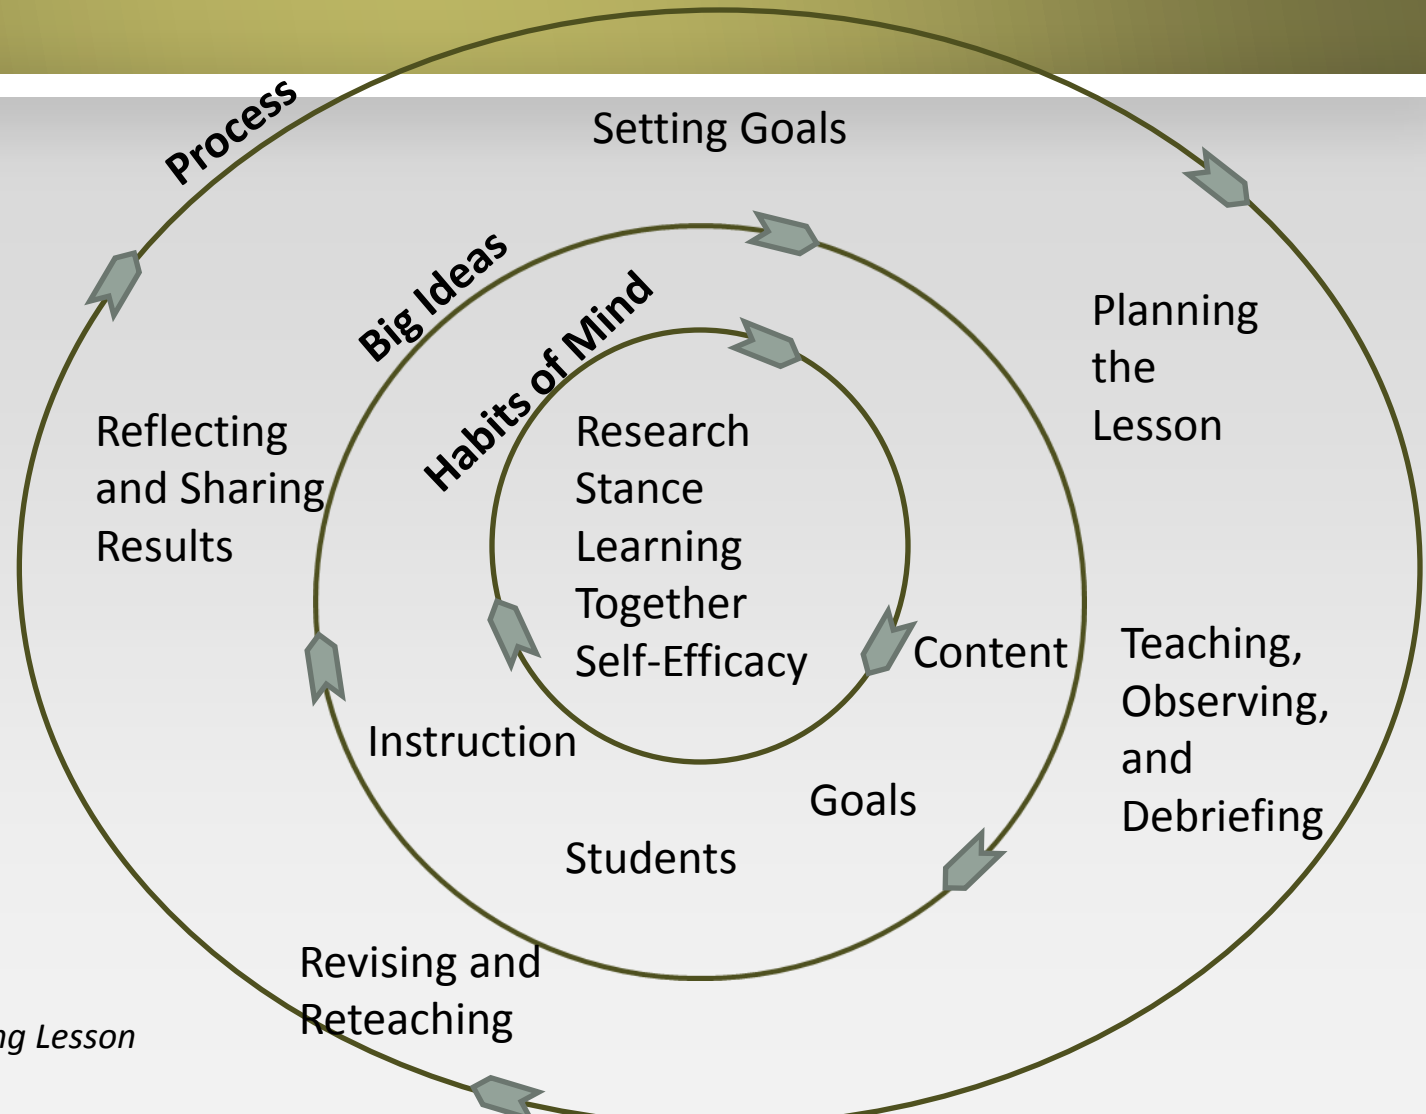 Process
Setting Goals
Big Ideas
Habits of Mind
Planning
the
Lesson
Reflecting
and Sharing
Results
Research
Stance
Learning
Together
Self-Efficacy
Content
Teaching,
Observing,
and
Debriefing
Instruction
Goals
Students
Revising and
Reteaching
Lesson